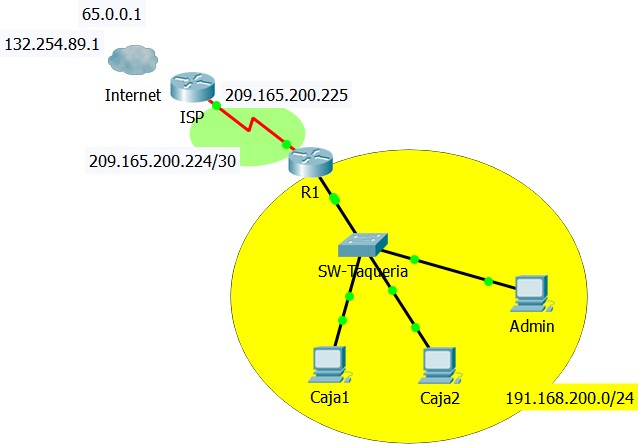 65.0.0.1
132.254.89.1
Internet
ISP
209.165.200.225
209.165.200.224/30
R1
SW-Taqueria
Admin
Caja1
Caja2
191.168.200.0/24